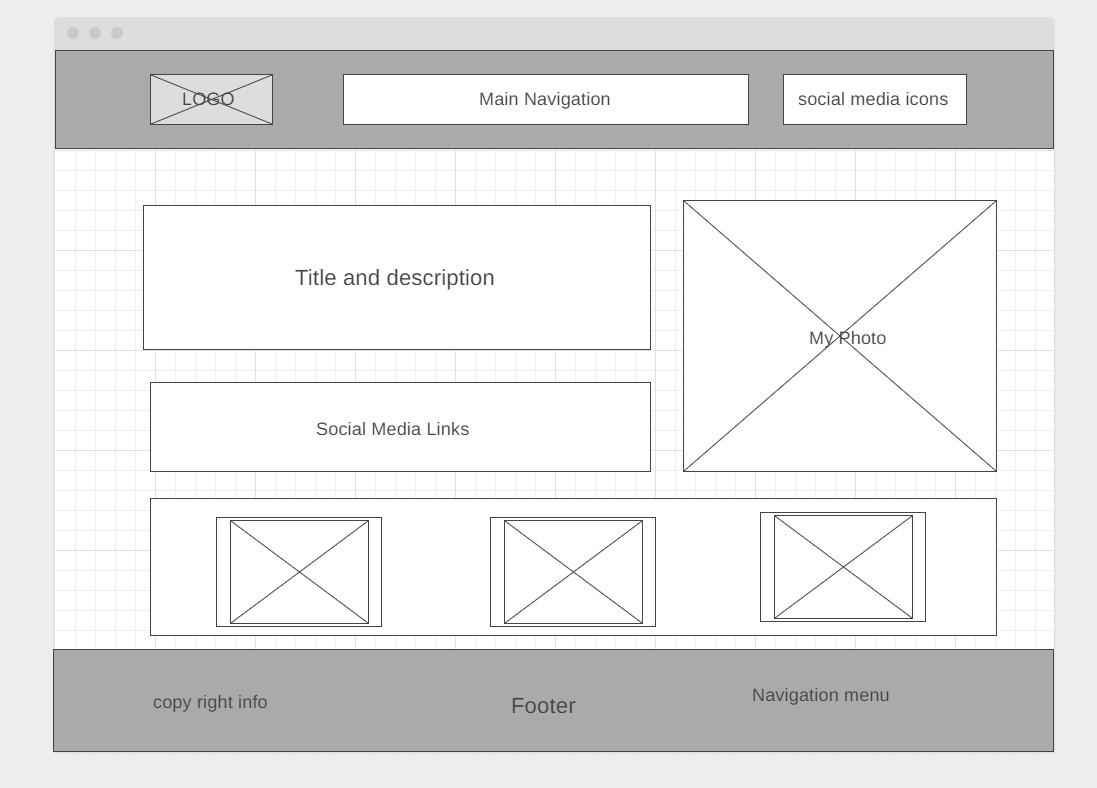 LOGO
Main Navigation
social media icons
Title and description
My Photo
Social Media Links
copy right info
Footer
Navigation menu